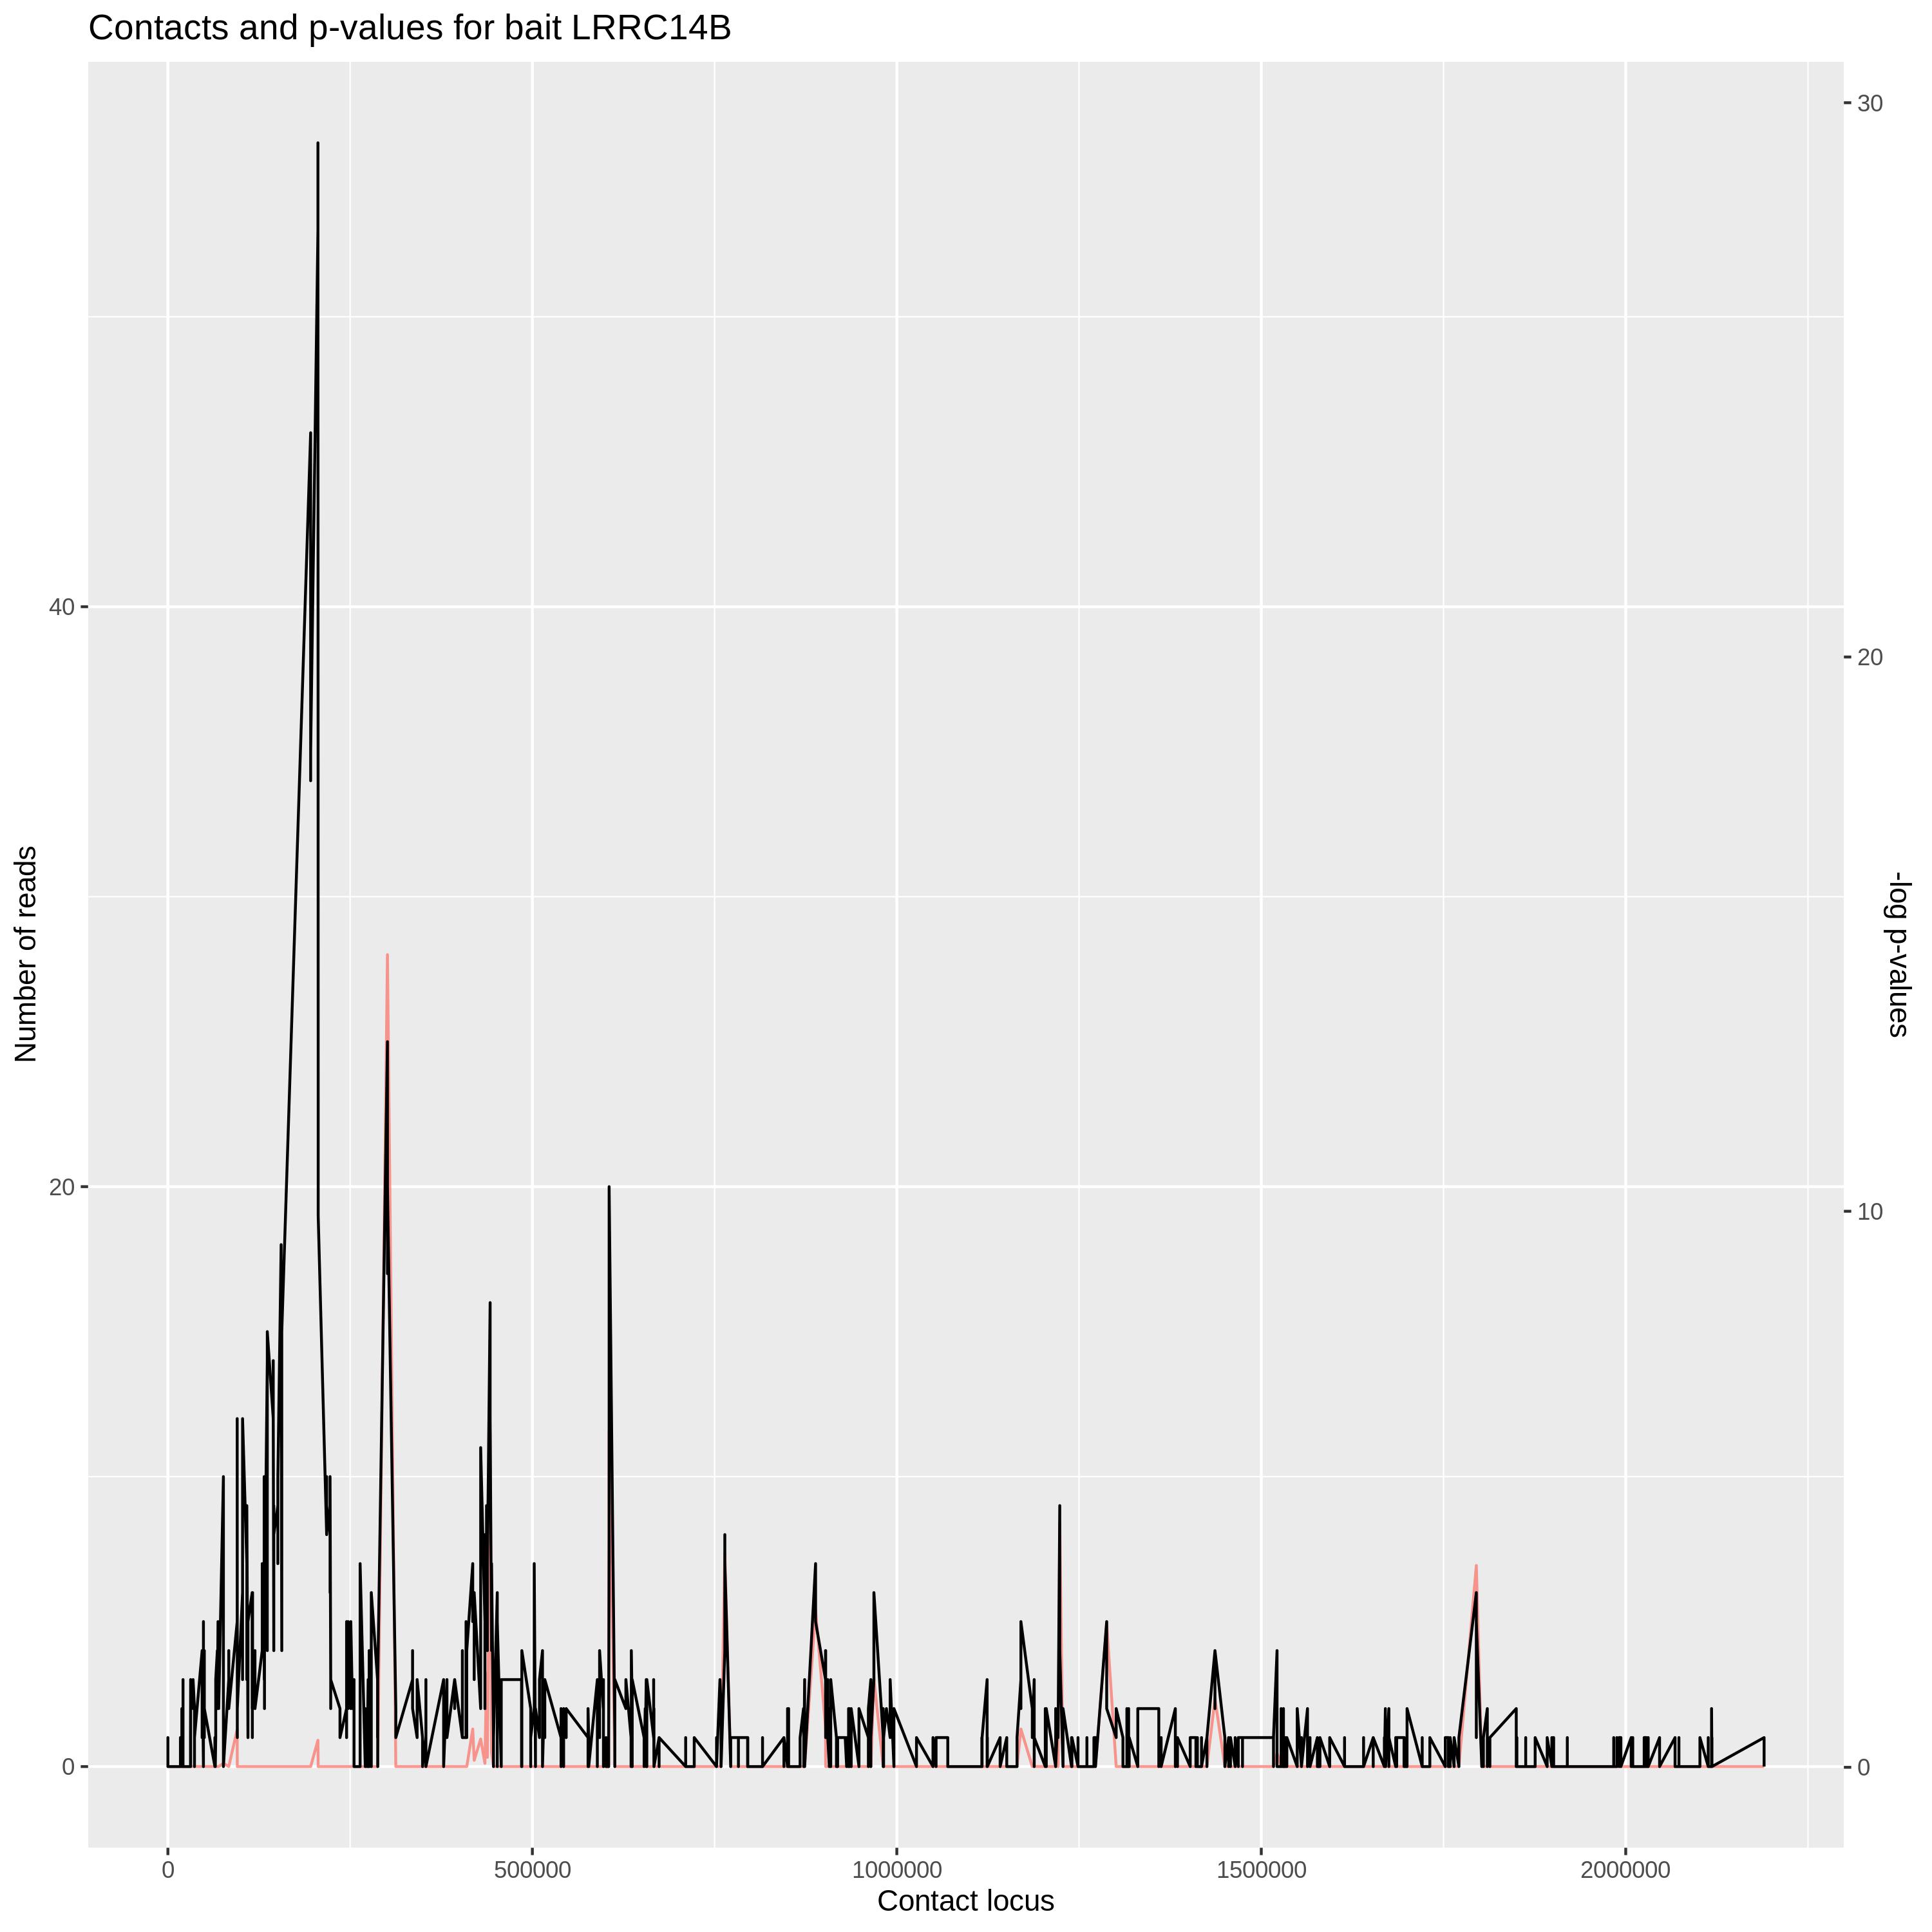 Contacts and p-values for bait LRRC14B
Number of reads
40
20
0
30
20
10
0
-log p-values
0 500000 1000000 1500000 2000000
Contact locus